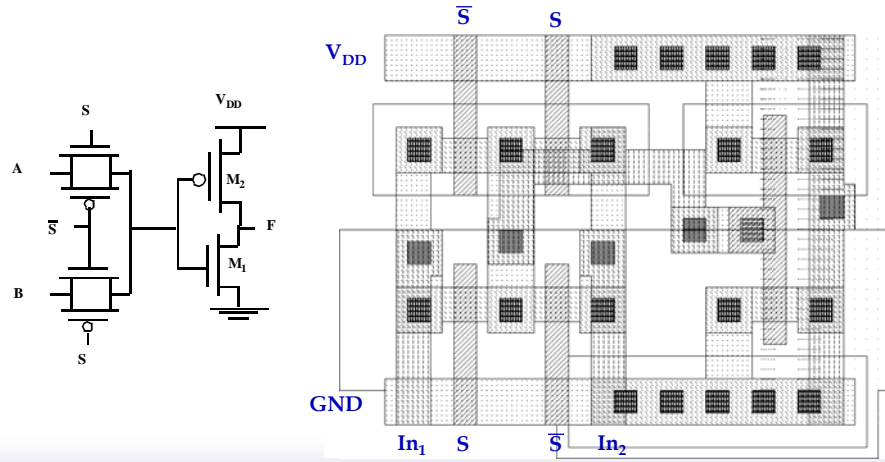 S
V_DD
A
M_2
S̅
F
M_1
B
S
S̅ S
V_DD
GND
In_1 S S̅ In_2